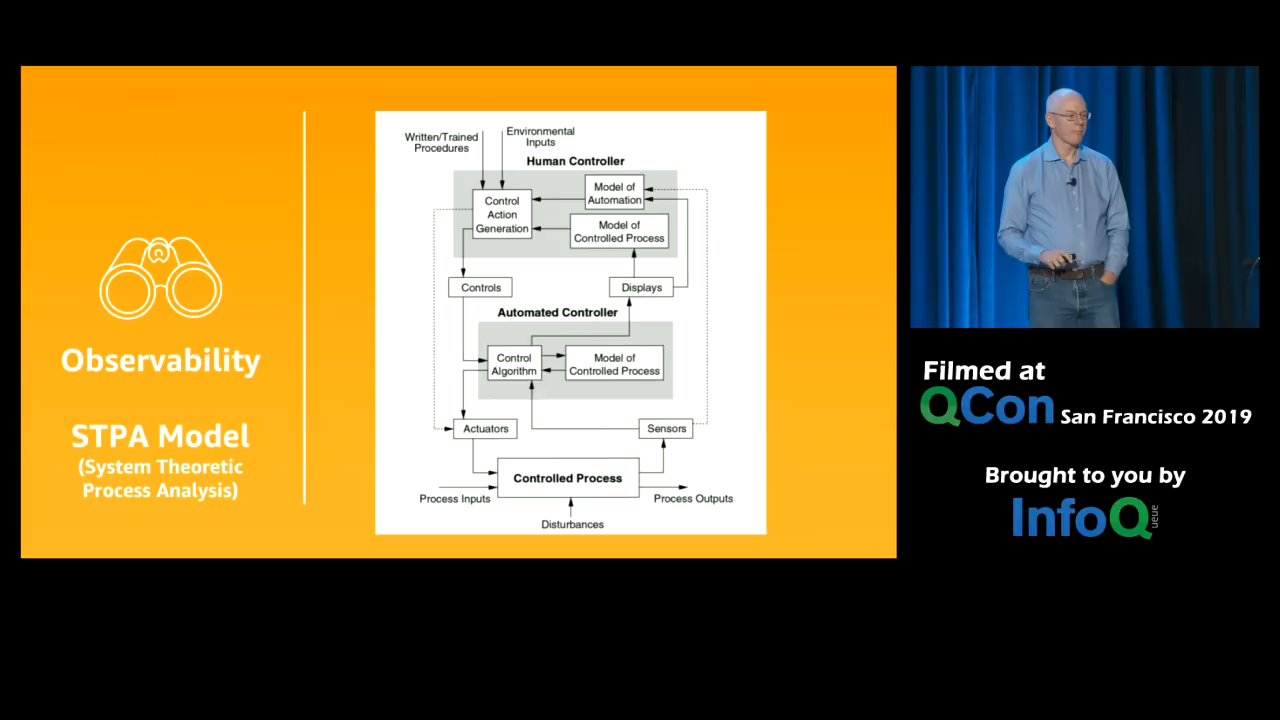 Observability
STPA Model
(System Theoretic
Process Analysis)
Written/Trained
Procedures
Environmental
Inputs
Human Controller
Control
Action
Generation
Model of
Automation
Model of
Controlled Process
Controls
Displays
Automated Controller
Control
Algorithm
Model of
Controlled Process
Actuators
Sensors
Controlled Process
Process Inputs
Process Outputs
Disturbances
Filmed at
QCon San Francisco 2019
Brought to you by
InfoQueue